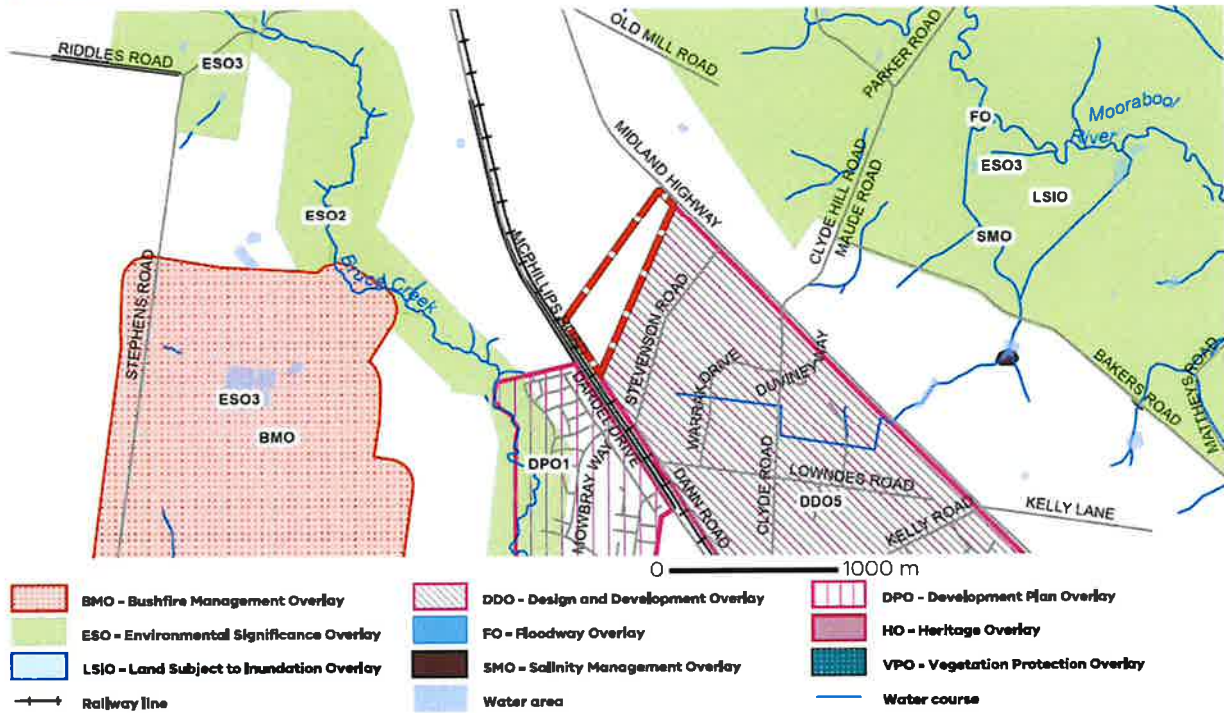 RIDDLES ROAD
ESO3
OLD MILL ROAD
PARKER ROAD
Moorabool
River
FO
ESO3
LSIO
MIDLAND HIGHWAY
CLYDE HILL ROAD
MAUDE ROAD
SMO
ESO2
Bruce Creek
STEPHENS ROAD
MCPHILLIPS
STEVENSON ROAD
WARRAK DRIVE
DUVINEY WAY
BAKERS ROAD
MATTHEYS ROAD
ESO3
BMO
DARDEL DRIVE
DPO1
MOWBRAY WAY
DANN ROAD
CLYDE ROAD
LOWNDES ROAD
DDO5
KELLY ROAD
KELLY LANE
0 1000 m
BMO - Bushfire Management Overlay
DDO - Design and Development Overlay
DPO - Development Plan Overlay
ESO - Environmental Significance Overlay
FO - Floodway Overlay
HO - Heritage Overlay
LSIO - Land Subject to Inundation Overlay
SMO - Salinity Management Overlay
VPO - Vegetation Protection Overlay
Railway line
Water area
Water course